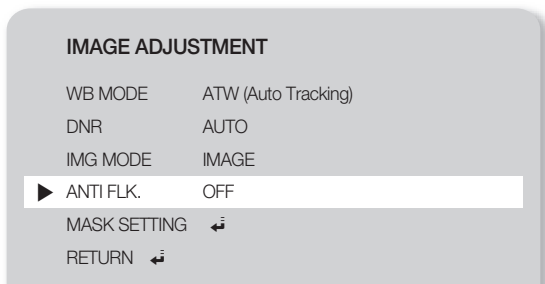 IMAGE ADJUSTMENT
WB MODE ATW (Auto Tracking)
DNR AUTO
IMG MODE IMAGE
ANTI FLK. OFF
MASK SETTING
RETURN